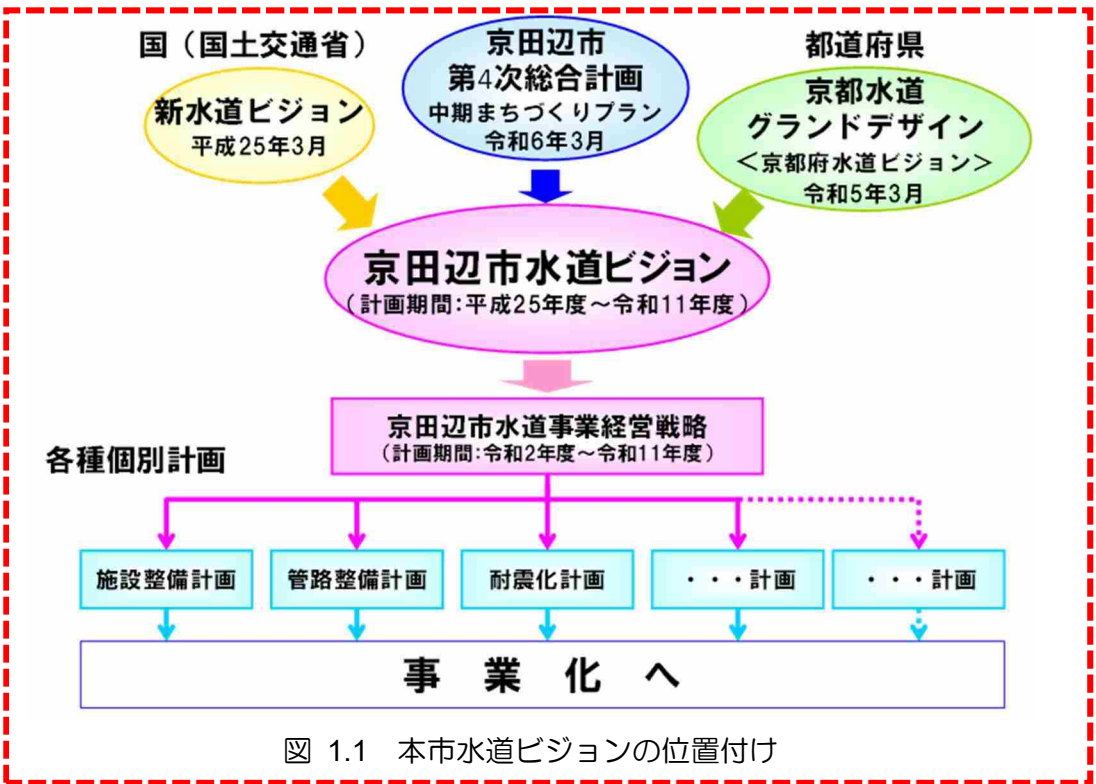 国（国土交通省）
新水道ビジョン
平成25年3月
京田辺市
第4次総合計画
中期まちづくりプラン
令和6年3月
都道府県
京都水道
グランドデザイン
＜京都府水道ビジョン＞
令和5年3月
京田辺市水道ビジョン
（計画期間：平成25年度～令和11年度）
京田辺市水道事業経営戦略
（計画期間：令和2年度～令和11年度）
各種個別計画
施設整備計画
管路整備計画
耐震化計画
・・・計画
・・・計画
事 業 化 へ
図 1.1 本市水道ビジョンの位置付け